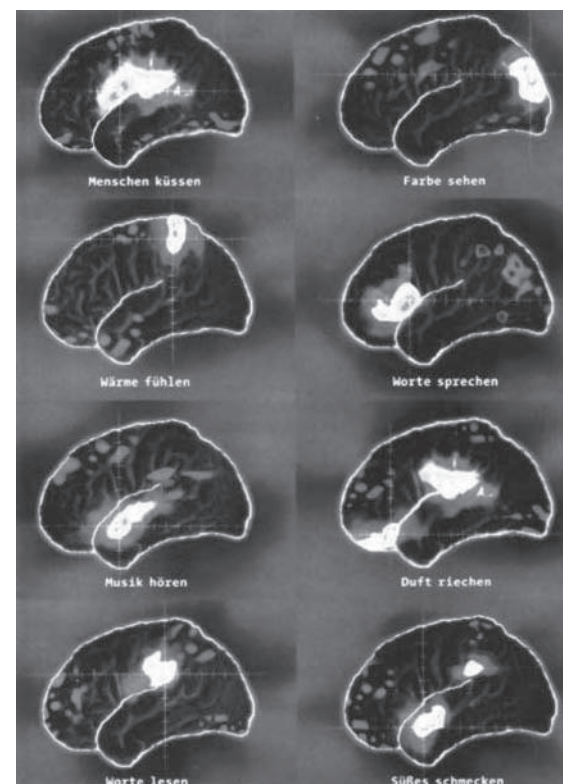 Menschen küssen
Farbe sehen
Wärme fühlen
Worte sprechen
Musik hören
Duft riechen
Worte lesen
Süßes schmecken